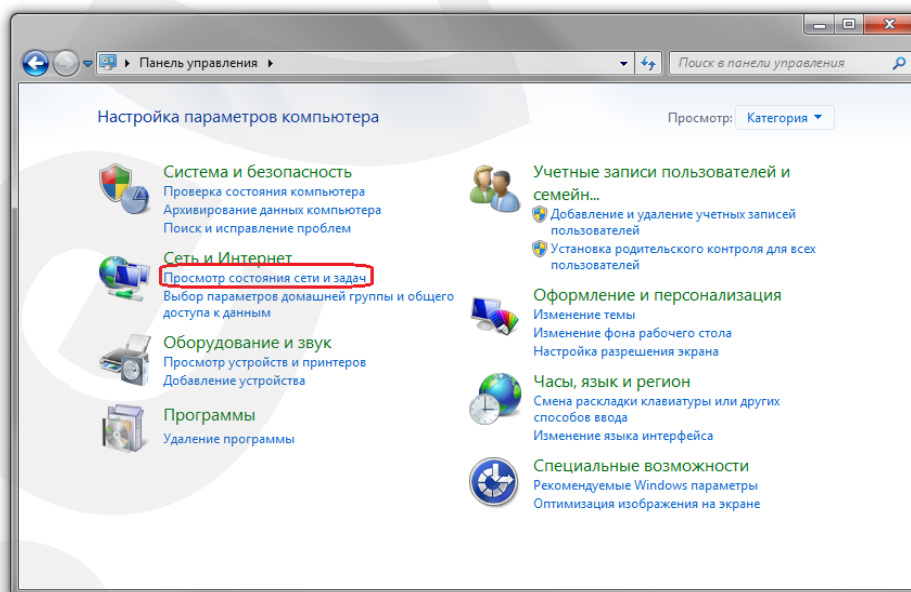 Панель управления
Поиск в панели управления
Настройка параметров компьютера
Просмотр: Категория
Система и безопасность
Проверка состояния компьютера
Архивирование данных компьютера
Поиск и исправление проблем
Сеть и Интернет
Просмотр состояния сети и задач
Выбор параметров домашней группы и общего
доступа к данным
Оборудование и звук
Просмотр устройств и принтеров
Добавление устройства
Программы
Удаление программы
Учетные записи пользователей и
семейн...
Добавление и удаление учетных записей
пользователей
Установка родительского контроля для всех
пользователей
Оформление и персонализация
Изменение темы
Изменение фона рабочего стола
Настройка разрешения экрана
Часы, язык и регион
Смена раскладки клавиатуры или других
способов ввода
Изменение языка интерфейса
Специальные возможности
Рекомендуемые Windows параметры
Оптимизация изображения на экране